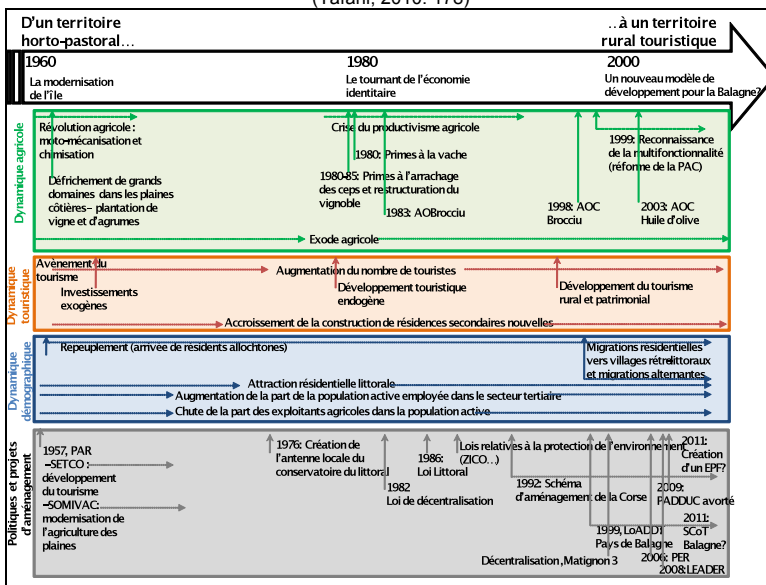 (Tafani, 2010: 178)
D'un territoire
horto-pastoral...
...à un territoire
rural touristique
1960
1980
2000
La modernisation
de l'île
Le tournant de l'économie
identitaire
Un nouveau modèle de
développement pour la Balagne?
Dynamique agricole
Révolution agricole :
moto-mécanisation et
chimisation
Défrichement de grands
domaines dans les plaines
côtières – plantation de
vigne et d'agrumes
Crise du productivisme agricole
1980: Primes à la vache
1980-85: Primes à l'arrachage
des ceps et restructuration du
vignoble
1983: AOBrocciu
1999: Reconnaissance
de la multifonctionnalité
(réforme de la PAC)
1998: AOC
Brocciu
2003: AOC
Huile d'olive
Exode agricole
Dynamique
touristique
Avènement du
tourisme
Augmentation du nombre de touristes
Investissements
exogènes
Développement touristique
endogène
Développement du tourisme
rural et patrimonial
Accroissement de la construction de résidences secondaires nouvelles
Dynamique
démographique
Repeuplement (arrivée de résidents allochtones)
Migrations résidentielles
vers villages rétro-littoraux
et migrations alternantes
Attraction résidentielle littorale
Augmentation de la part de la population active employée dans le secteur tertiaire
Chute de la part des exploitants agricoles dans la population active
Politiques et projets
d'aménagement
1957, PAR
-SETCO :
développement
du tourisme
-SOMIVAC:
modernisation de
l'agriculture des
plaines
1976: Création de
l'antenne locale du
conservatoire du littoral
1982
Loi de décentralisation
1986:
Loi Littoral
Lois relatives à la protection de l'environnement
(ZICO...)
1992: Schéma
d'aménagement de la Corse
2011:
Création
d'un EPF?
2009:
PADDUC avorté
1999, LoADDT
Pays de Balagne
2011:
SCoT
Balagne?
Décentralisation, Matignon 3
2006: PER
2008: LEADER